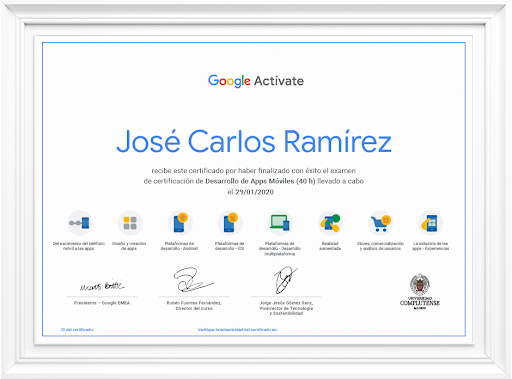 Google Activate
José Carlos Ramírez
recibe este certificado por haber finalizado con éxito el examen
de certificación de Desarrollo de Apps Móviles (40 h) llevado a cabo
el 29/01/2020
Del nacimiento del teléfono
móvil a las apps
Diseño y creación
de apps
Plataformas de
desarrollo - Android
Plataformas de
desarrollo - iOS
Plataformas de
desarrollo - Desarrollo
multiplataforma
Realidad
aumentada
Stores, comercialización
y análisis de usuarios
La industria de las
apps - Experiencias
Presidente – Google EMEA
Rubén Fuentes Fernández,
Director del curso
Jorge Jesús Gómez Sanz,
Vicerrector de Tecnología
y Sostenibilidad
UNIVERSIDAD
COMPLUTENSE
MADRID
ID del certificado:
Verifique la autenticidad del certificado en: